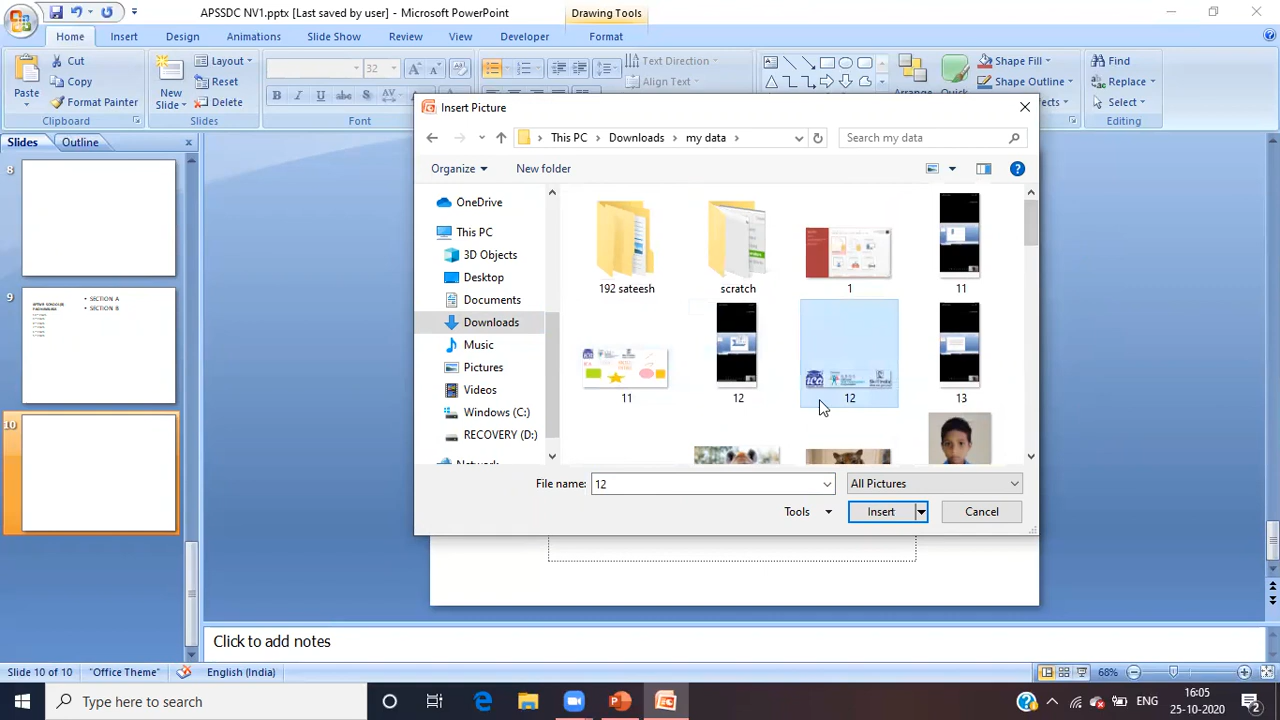 APSSDC NV1.pptx [Last saved by user] - Microsoft PowerPoint
Drawing Tools
Home
Insert
Design
Animations
Slide Show
Review
View
Developer
Format
Paste
Cut
Copy
Format Painter
Clipboard
New
Slide
Layout
Reset
Delete
Slides
32
B I U abc S AV
Font
Text Direction
Align Text
Arrange
Quick
Shape Fill
Shape Outline
Find
Replace
Select
Editing
Slides
Outline
8
9
• SECTION A
• SECTION B
10
Insert Picture
This PC
Downloads
my data
Search my data
Organize
New folder
OneDrive
This PC
3D Objects
Desktop
Documents
Downloads
Music
Pictures
Videos
Windows (C:)
RECOVERY (D:)
192 sateesh
scratch
1
11
11
12
12
13
File name:
12
All Pictures
Tools
Insert
Cancel
Click to add notes
Slide 10 of 10
"Office Theme"
English (India)
68%
Type here to search
ENG
16:05
25-10-2020
2